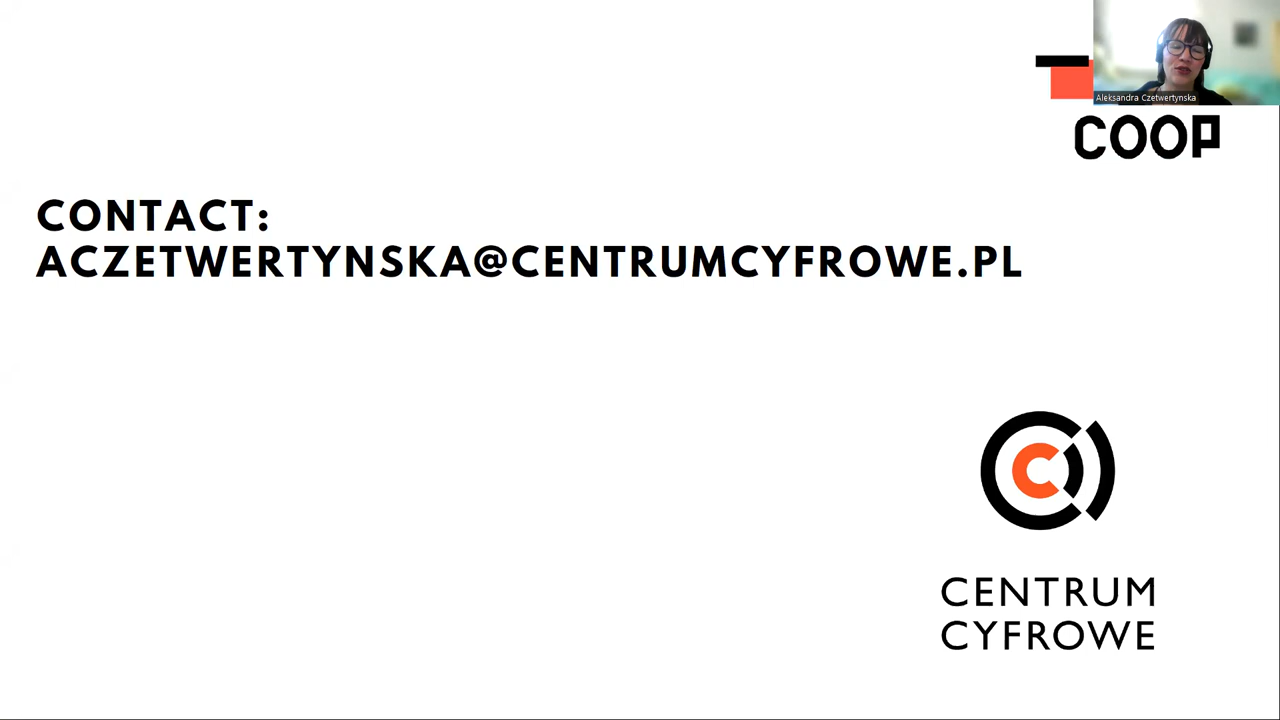 Aleksandra Czetwertynska
COOP
CONTACT:
ACZETWERTYNSKA@CENTRUMCYFROWE.PL
CENTRUM
CYFROWE